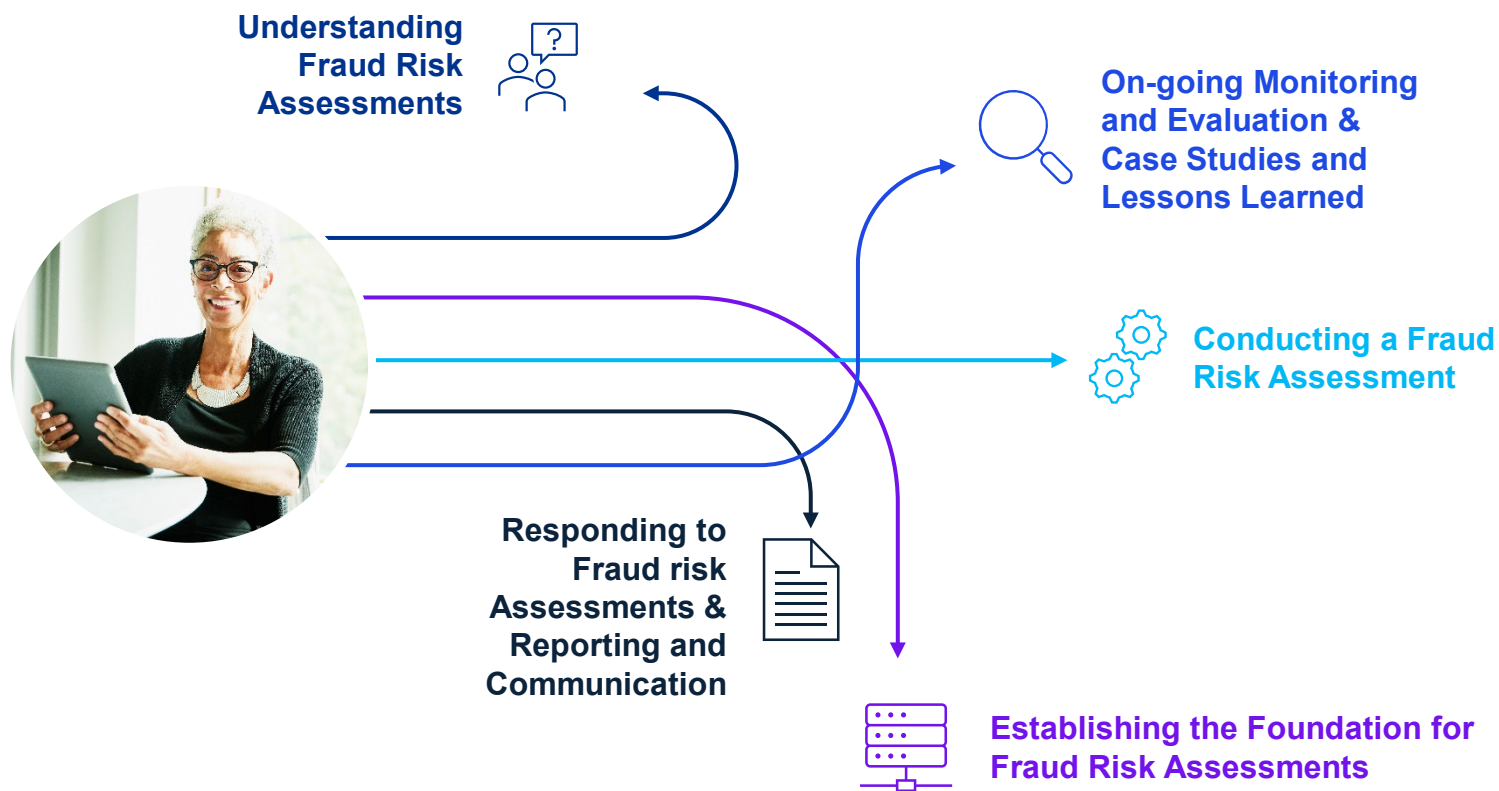 Understanding
Fraud Risk
Assessments
?
On-going Monitoring
and Evaluation &
Case Studies and
Lessons Learned
Conducting a Fraud
Risk Assessment
Responding to
Fraud risk
Assessments &
Reporting and
Communication
Establishing the Foundation for
Fraud Risk Assessments